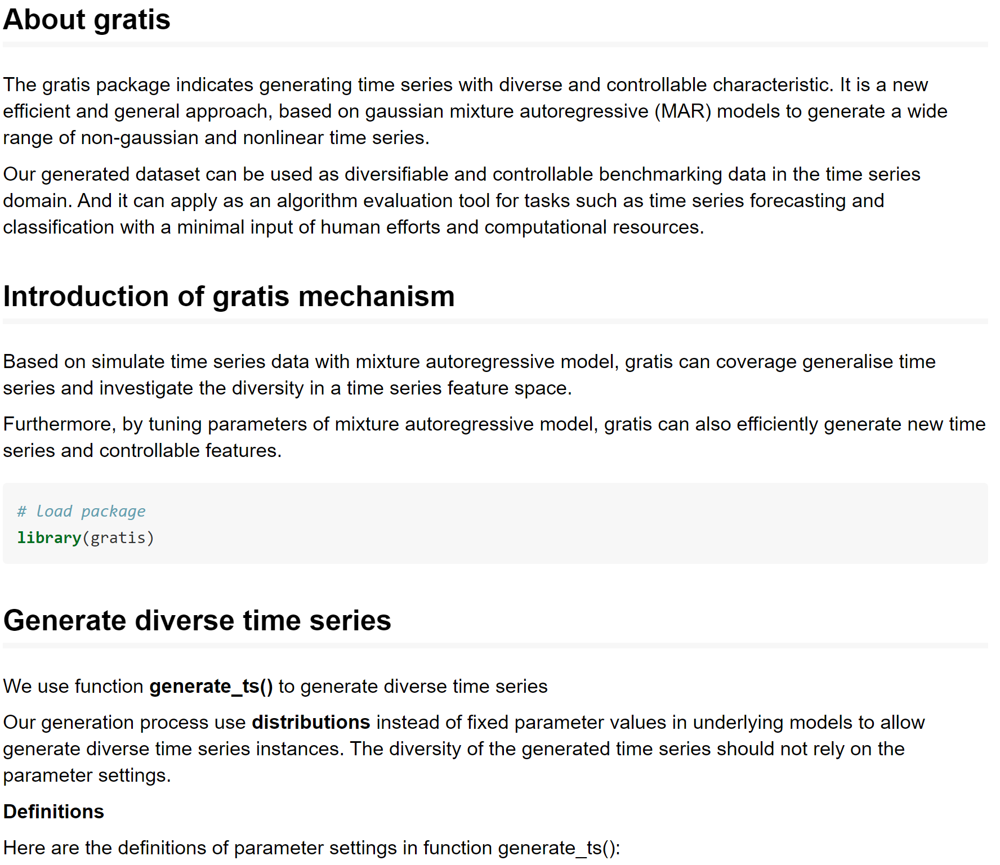 About gratis
The gratis package indicates generating time series with diverse and controllable characteristic. It is a new
efficient and general approach, based on gaussian mixture autoregressive (MAR) models to generate a wide
range of non-gaussian and nonlinear time series.
Our generated dataset can be used as diversifiable and controllable benchmarking data in the time series
domain. And it can apply as an algorithm evaluation tool for tasks such as time series forecasting and
classification with a minimal input of human efforts and computational resources.
Introduction of gratis mechanism
Based on simulate time series data with mixture autoregressive model, gratis can coverage generalise time
series and investigate the diversity in a time series feature space.
Furthermore, by tuning parameters of mixture autoregressive model, gratis can also efficiently generate new time
series and controllable features.
# load package
library(gratis)
Generate diverse time series
We use function generate_ts() to generate diverse time series
Our generation process use distributions instead of fixed parameter values in underlying models to allow
generate diverse time series instances. The diversity of the generated time series should not rely on the
parameter settings.
Definitions
Here are the definitions of parameter settings in function generate_ts():